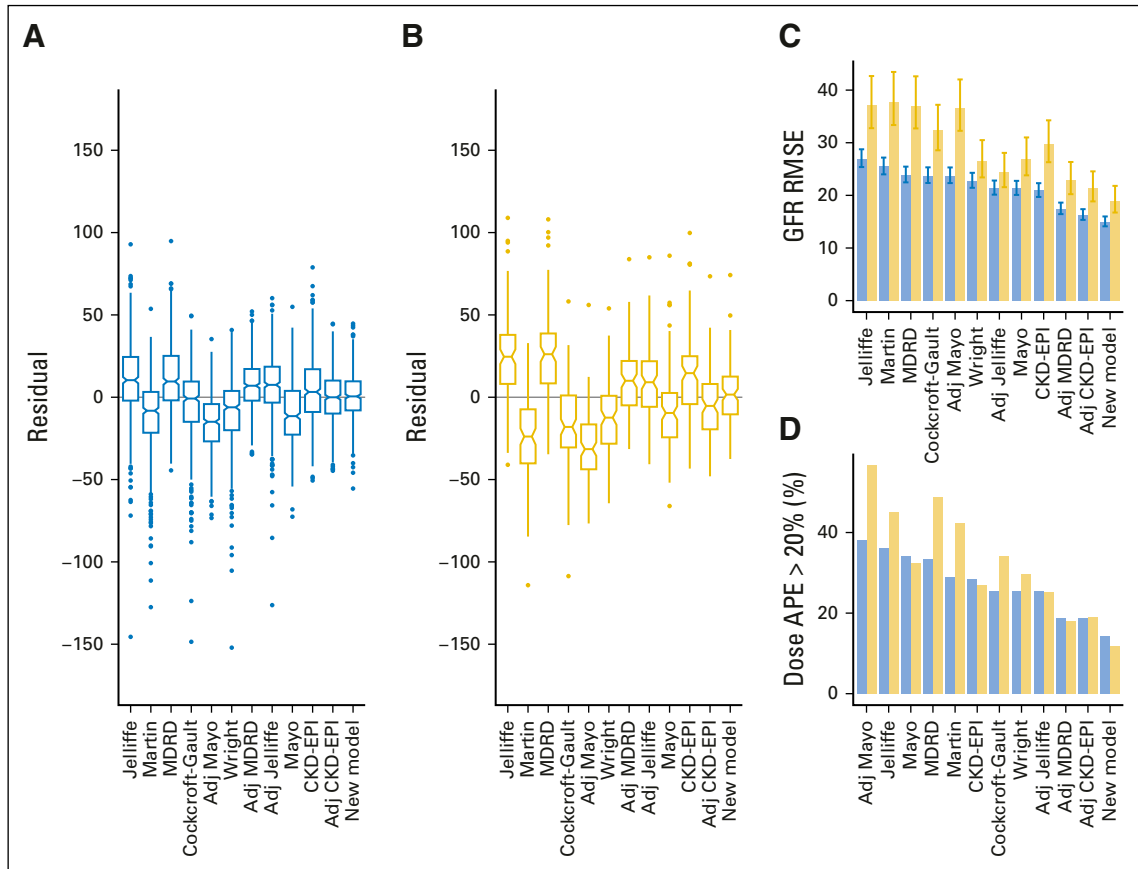 A
Residual
150
100
50
0
−50
−100
−150
Jelliffe
Martin
MDRD
Cockcroft-Gault
Adj Mayo
Wright
Adj MDRD
Adj Jelliffe
Mayo
CKD-EPI
Adj CKD-EPI
New model
B
Residual
150
100
50
0
−50
−100
−150
Jelliffe
Martin
MDRD
Cockcroft-Gault
Adj Mayo
Wright
Adj MDRD
Adj Jelliffe
Mayo
CKD-EPI
Adj CKD-EPI
New model
C
GFR RMSE
40
30
20
10
0
Jelliffe
Martin
MDRD
Cockcroft-Gault
Adj Mayo
Wright
Adj Jelliffe
Mayo
CKD-EPI
Adj MDRD
Adj CKD-EPI
New model
D
Dose APE > 20% (%)
40
20
0
Adj Mayo
Jelliffe
Mayo
MDRD
Martin
CKD-EPI
Cockcroft-Gault
Wright
Adj Jelliffe
Adj MDRD
Adj CKD-EPI
New model